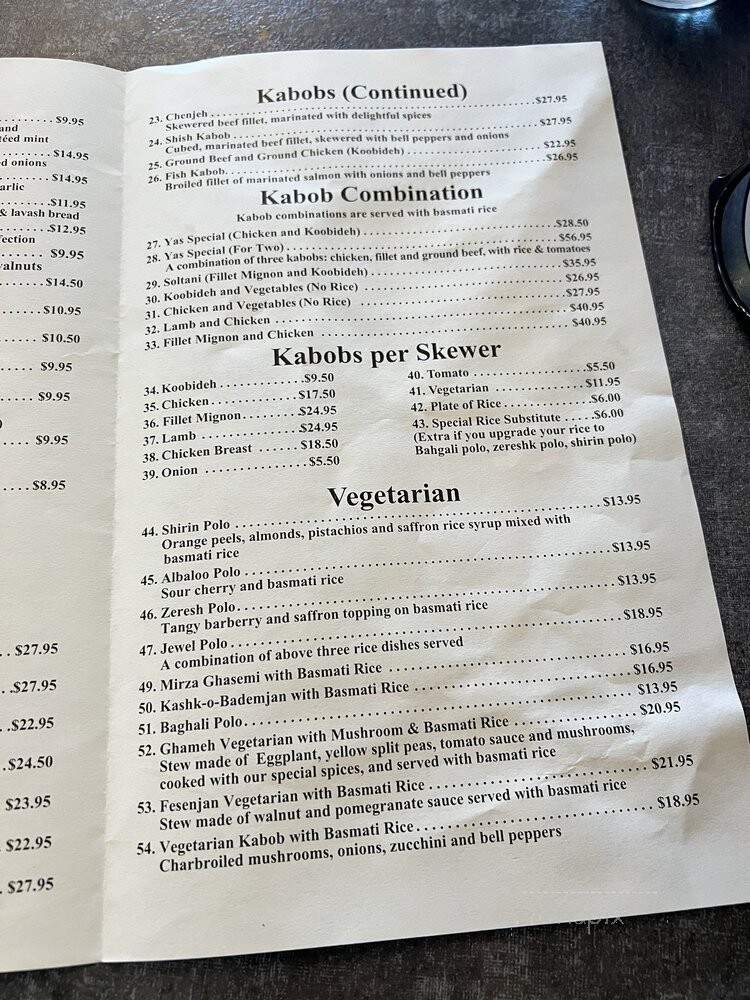 . . . . . . . . . $9.95
and
téed mint
. . . . . . . . $14.95
ed onions
. . . . . . . . $14.95
arlic
. . . . . . . . $11.95
& lavash bread
. . . . . . . . $12.95
fection
. . . . . . $9.95
valnuts
. . . . . . . $14.50
. . . . . . . $10.95
. . . . . . $10.50
. . . . . . $9.95
. . . . . . $9.95
)
. . . . . $9.95
. . . . $8.95
. . $27.95
. .$27.95
. .$22.95
. .$24.50
. $23.95
. $22.95
. $27.95
Kabobs (Continued)
23. Chenjeh . . . . . . . . . . $27.95
Skewered beef fillet, marinated with delightful spices
24. Shish Kabob . . . . . . . . . . $27.95
Cubed, marinated beef fillet, skewered with bell peppers and onions
25. Ground Beef and Ground Chicken (Koobideh) . . . . . . . . . . $22.95
26. Fish Kabob. . . . . . . . . . $26.95
Broiled fillet of marinated salmon with onions and bell peppers
Kabob Combination
Kabob combinations are served with basmati rice
27. Yas Special (Chicken and Koobideh) . . . . . . . . . . $28.50
28. Yas Special (For Two) . . . . . . . . . . $56.95
A combination of three kabobs: chicken, fillet and ground beef, with rice & tomatoes
29. Soltani (Fillet Mignon and Koobideh) . . . . . . . . . . $35.95
30. Koobideh and Vegetables (No Rice) . . . . . . . . . . $26.95
31. Chicken and Vegetables (No Rice) . . . . . . . . . . $27.95
32. Lamb and Chicken . . . . . . . . . . $40.95
33. Fillet Mignon and Chicken . . . . . . . . . . $40.95
Kabobs per Skewer
34. Koobideh . . . . . . . . . . $9.50
35. Chicken. . . . . . . . . . $17.50
36. Fillet Mignon. . . . . . . . $24.95
37. Lamb . . . . . . . . . . $24.95
38. Chicken Breast . . . . . . $18.50
39. Onion . . . . . . . . . . $5.50
40. Tomato . . . . . . . . . . $5.50
41. Vegetarian . . . . . . . . . . $11.95
42. Plate of Rice. . . . . . . . . . $6.00
43. Special Rice Substitute . . . . . $6.00
(Extra if you upgrade your rice to
Bahgali polo, zereshk polo, shirin polo)
Vegetarian
44. Shirin Polo . . . . . . . . . . $13.95
Orange peels, almonds, pistachios and saffron rice syrup mixed with
basmati rice
45. Albaloo Polo . . . . . . . . . . $13.95
Sour cherry and basmati rice
46. Zeresh Polo. . . . . . . . . . $13.95
Tangy barberry and saffron topping on basmati rice
47. Jewel Polo . . . . . . . . . . $18.95
A combination of above three rice dishes served
49. Mirza Ghasemi with Basmati Rice . . . . . . . . . . $16.95
50. Kashk-o-Bademjan with Basmati Rice . . . . . . . . . . $16.95
51. Baghali Polo. . . . . . . . . . $13.95
52. Ghameh Vegetarian with Mushroom & Basmati Rice . . . . . . . . . . $20.95
Stew made of Eggplant, yellow split peas, tomato sauce and mushrooms,
cooked with our special spices, and served with basmati rice
53. Fesenjan Vegetarian with Basmati Rice . . . . . . . . . . $21.95
Stew made of walnut and pomegranate sauce served with basmati rice
54. Vegetarian Kabob with Basmati Rice. . . . . . . . . . $18.95
Charbroiled mushrooms, onions, zucchini and bell peppers